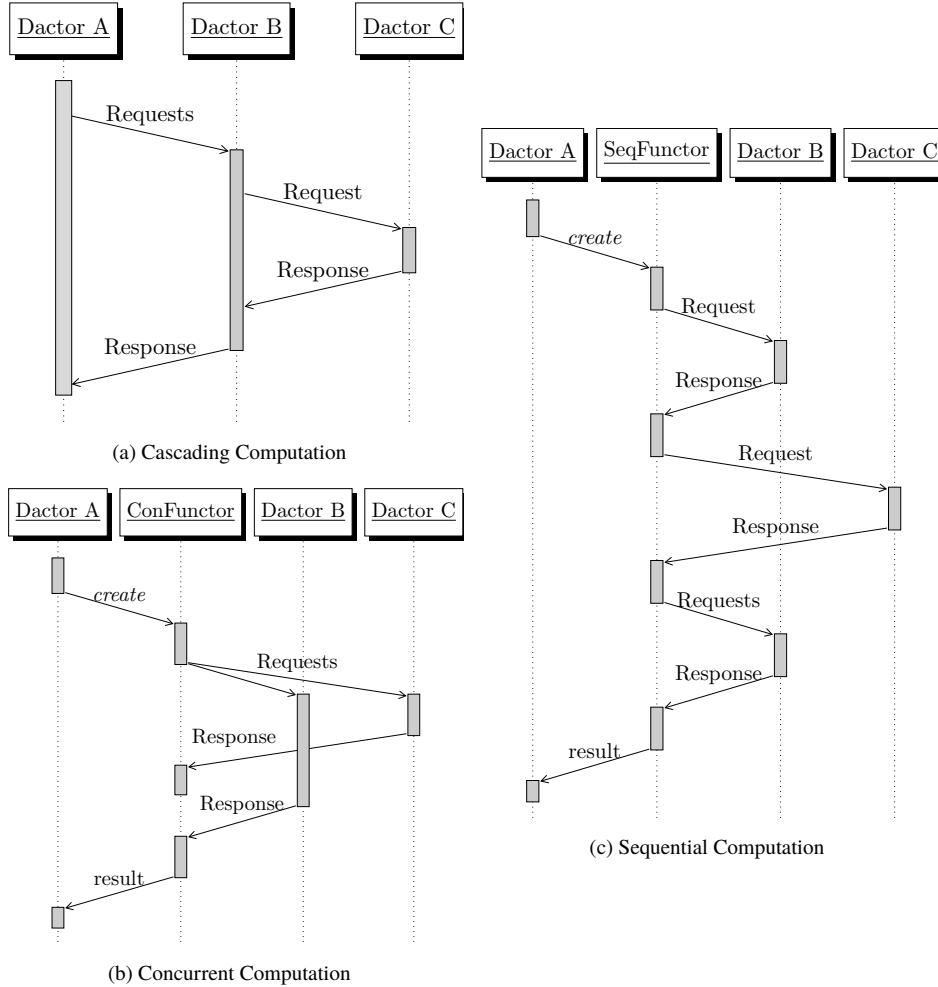 Dactor A
Dactor B
Dactor C
Requests
Request
Response
Response
(a) Cascading Computation
Dactor A
ConFunctor
Dactor B
Dactor C
create
Requests
Response
Response
result
(b) Concurrent Computation
Dactor A
SeqFunctor
Dactor B
Dactor C
create
Request
Response
Request
Response
Requests
Response
result
(c) Sequential Computation